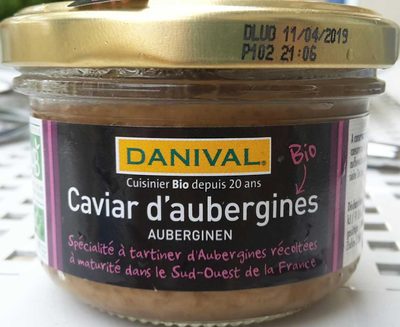 DLUO 11/04/2019
P102 21:06
DANIVAL
Bio
Cuisinier Bio depuis 20 ans
Caviar d'aubergines
AUBERGINEN
Spécialité à tartiner d'Aubergines récoltées
à maturité dans le Sud-Ouest de la France